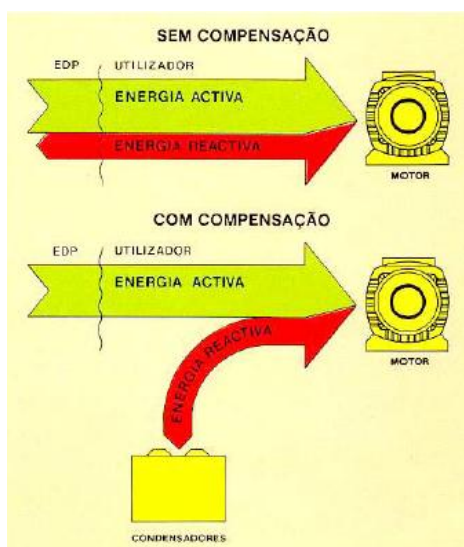 SEM COMPENSAÇÃO
EDP UTILIZADOR
ENERGIA ACTIVA
ENERGIA REACTIVA
MOTOR
COM COMPENSAÇÃO
EDP UTILIZADOR
ENERGIA ACTIVA
ENERGIA REACTIVA
MOTOR
CONDENSADORES